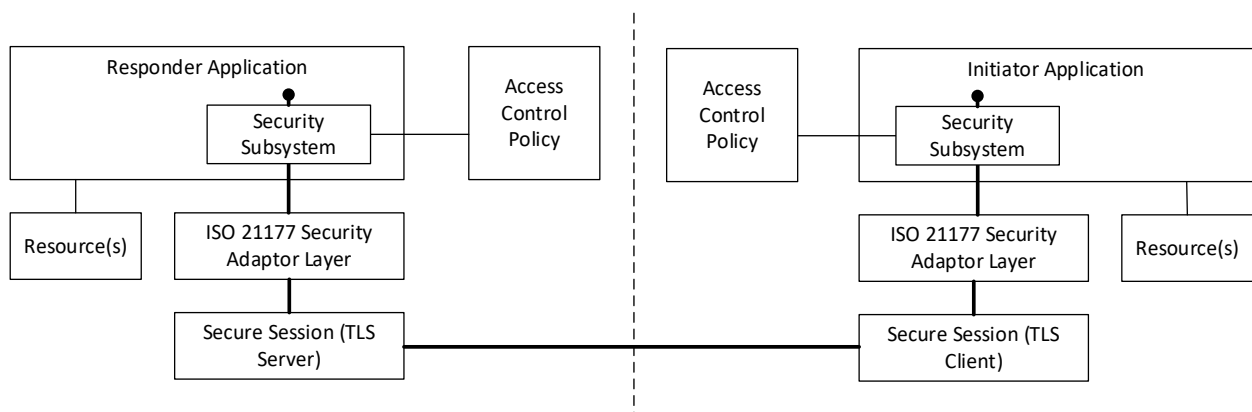 Responder Application
Security
Subsystem
Access
Control
Policy
Resource(s)
ISO 21177 Security
Adaptor Layer
Secure Session (TLS
Server)
Access
Control
Policy
Initiator Application
Security
Subsystem
ISO 21177 Security
Adaptor Layer
Resource(s)
Secure Session (TLS
Client)